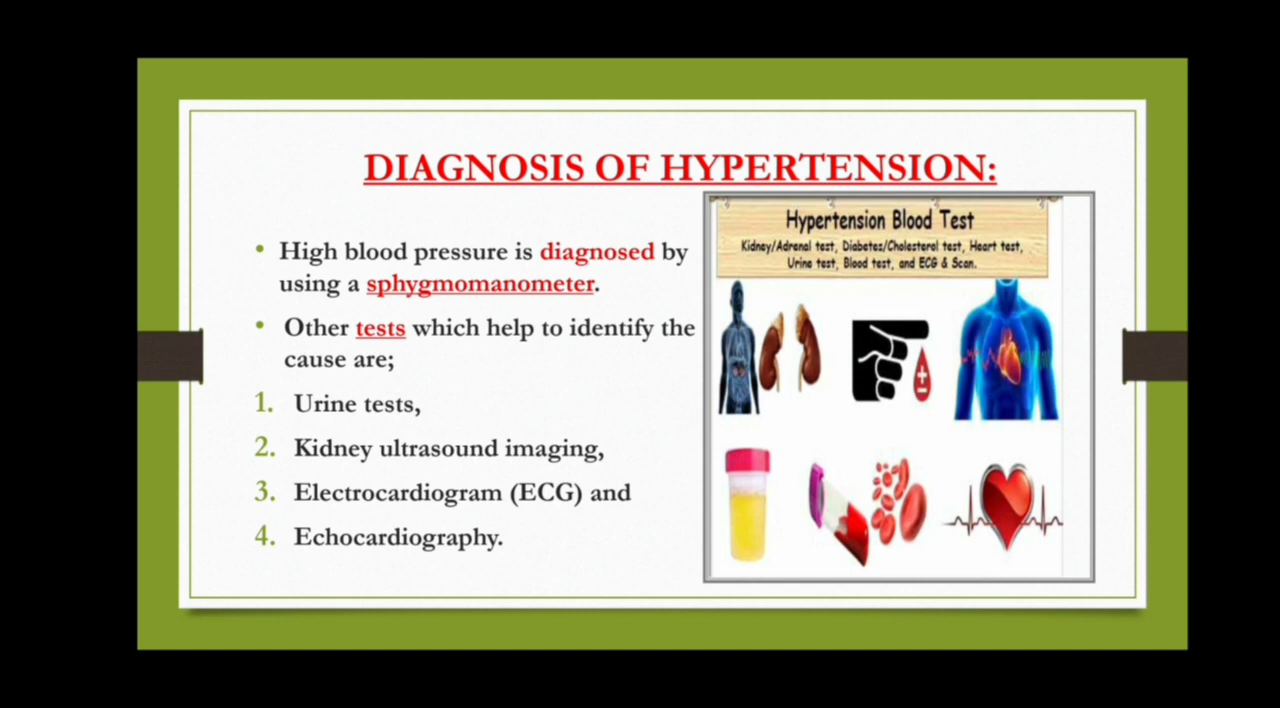 DIAGNOSIS OF HYPERTENSION:
• High blood pressure is diagnosed by
using a sphygmomanometer.
• Other tests which help to identify the
cause are;
1. Urine tests,
2. Kidney ultrasound imaging,
3. Electrocardiogram (ECG) and
4. Echocardiography.
Hypertension Blood Test
Kidney/Adrenal test, Diabetes/Cholesterol test, Heart test,
Urine test, Blood test, and ECG & Scan.